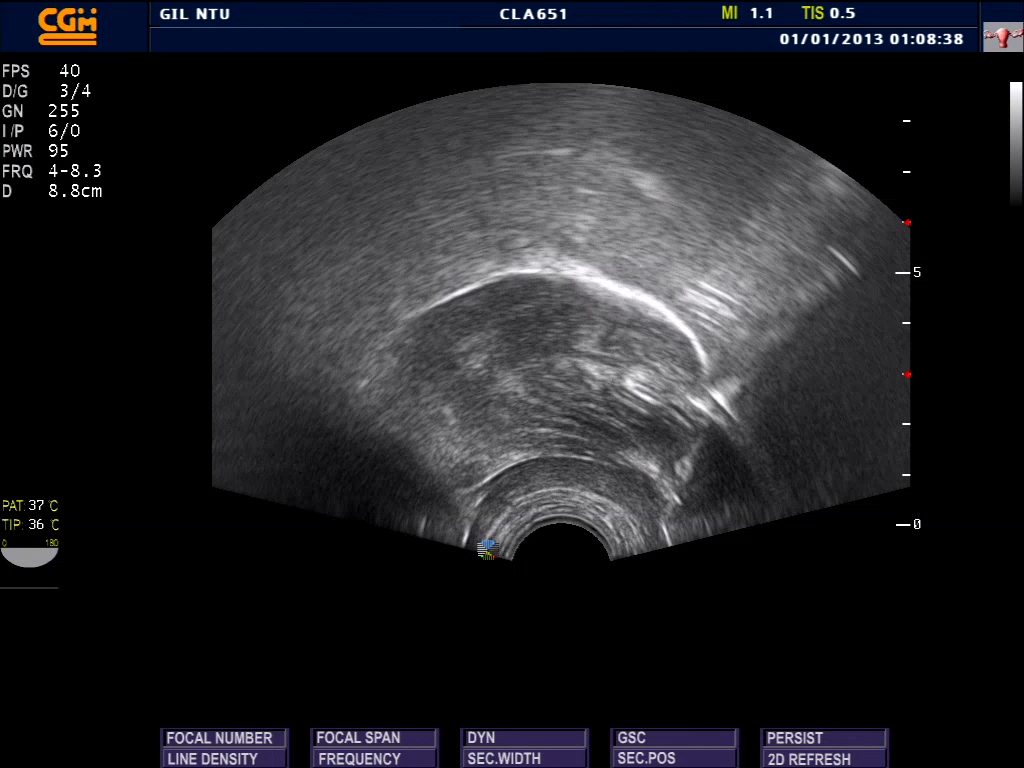 CGM
GIL NTU CLA651 MI 1.1 TIS 0.5
01/01/2013 01:08:38
FPS 40
D/G 3/4
GN 255
I/P 6/0
PWR 95
FRQ 4-8.3
D 8.8cm
5
PAT: 37 °C
TIP: 36 °C
0 180
0
FOCAL NUMBER FOCAL SPAN DYN GSC PERSIST
LINE DENSITY FREQUENCY SEC.WIDTH SEC.POS 2D REFRESH